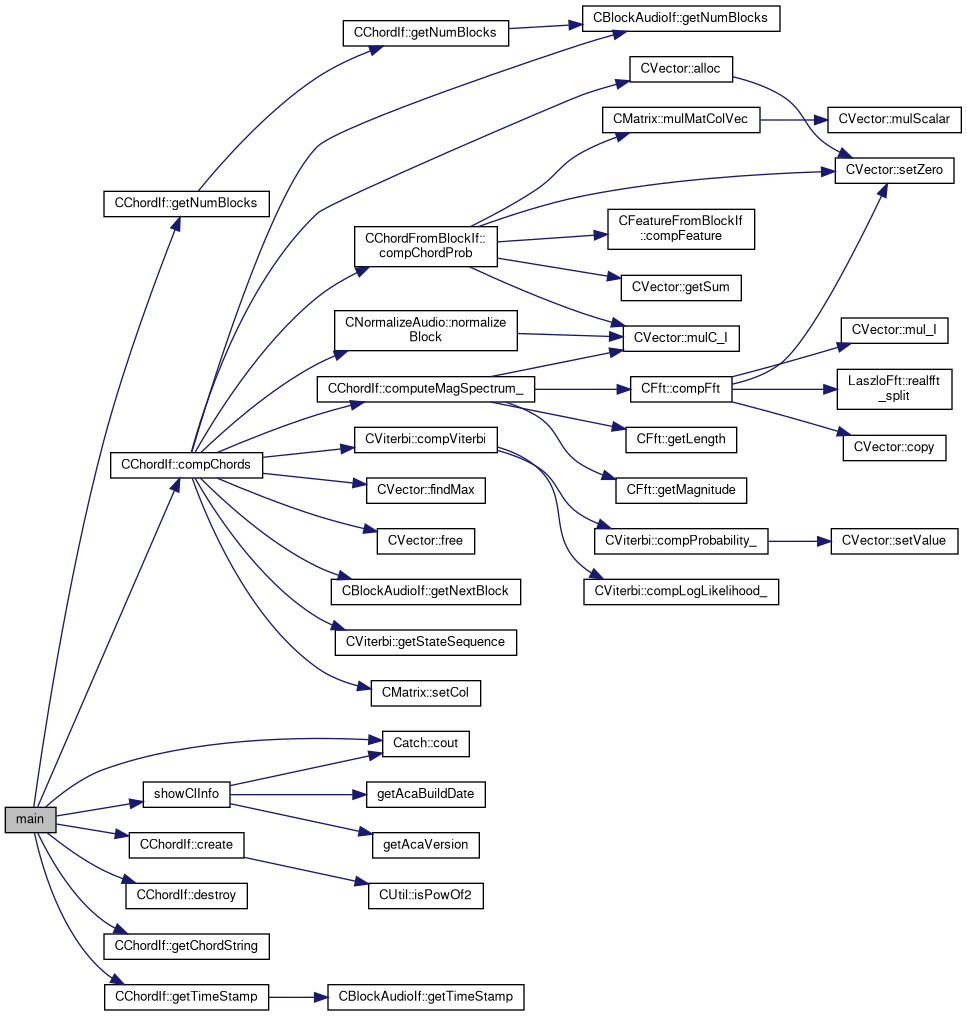 CChordIf::getNumBlocks
CBlockAudioIf::getNumBlocks
CVector::alloc
CMatrix::mulMatColVec
CVector::mulScalar
CVector::setZero
CChordIf::getNumBlocks
CChordFromBlockIf::
compChordProb
CFeatureFromBlockIf
::compFeature
CVector::getSum
CNormalizeAudio::normalize
Block
CVector::mulC_I
CVector::mul_I
CChordIf::computeMagSpectrum_
CFft::compFft
LaszloFft::realfft
_split
CViterbi::compViterbi
CFft::getLength
CVector::copy
CChordIf::compChords
CVector::findMax
CFft::getMagnitude
CVector::free
CViterbi::compProbability_
CVector::setValue
CBlockAudioIf::getNextBlock
CViterbi::compLogLikelihood_
CViterbi::getStateSequence
CMatrix::setCol
Catch::cout
showClInfo
getAcaBuildDate
main
CChordIf::create
getAcaVersion
CChordIf::destroy
CUtil::isPowOf2
CChordIf::getChordString
CChordIf::getTimeStamp
CBlockAudioIf::getTimeStamp